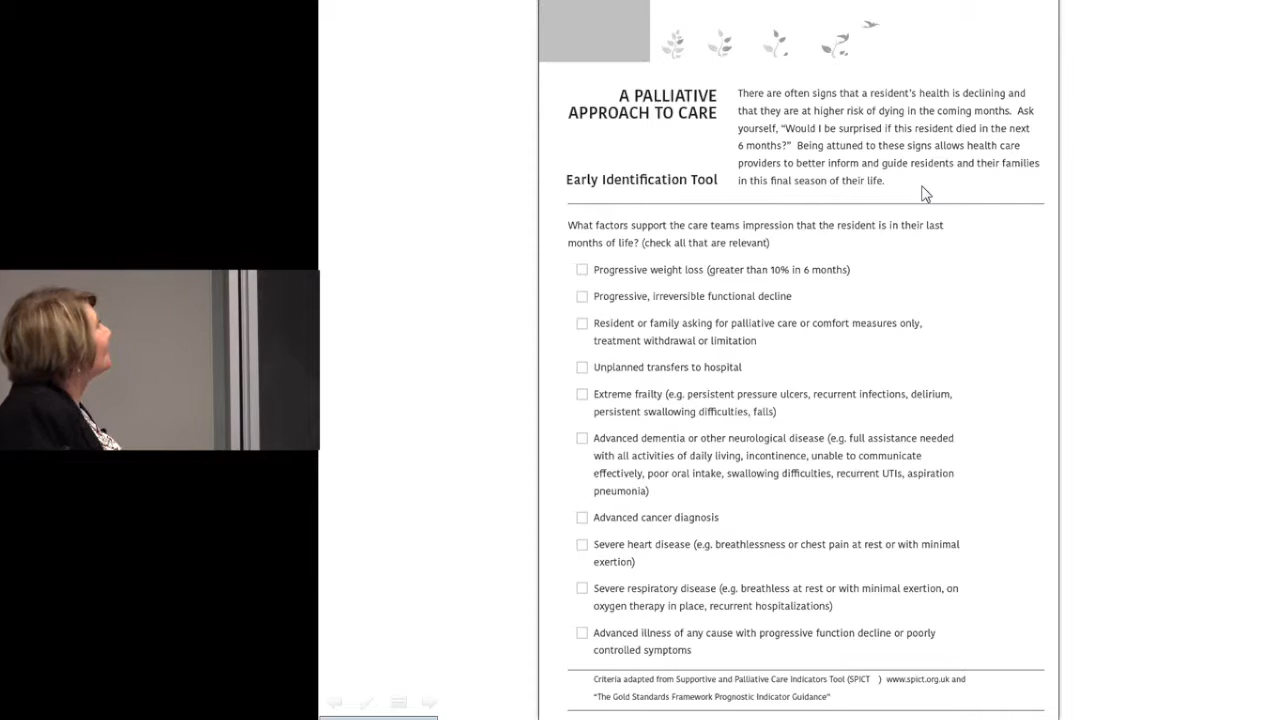 A PALLIATIVE
APPROACH TO CARE
Early Identification Tool
There are often signs that a resident's health is declining and
that they are at higher risk of dying in the coming months. Ask
yourself, "Would I be surprised if this resident died in the next
6 months?" Being attuned to these signs allows health care
providers to better inform and guide residents and their families
in this final season of their life.
What factors support the care teams impression that the resident is in their last
months of life? (check all that are relevant)
Progressive weight loss (greater than 10% in 6 months)
Progressive, irreversible functional decline
Resident or family asking for palliative care or comfort measures only,
treatment withdrawal or limitation
Unplanned transfers to hospital
Extreme frailty (e.g. persistent pressure ulcers, recurrent infections, delirium,
persistent swallowing difficulties, falls)
Advanced dementia or other neurological disease (e.g. full assistance needed
with all activities of daily living, incontinence, unable to communicate
effectively, poor oral intake, swallowing difficulties, recurrent UTIs, aspiration
pneumonia)
Advanced cancer diagnosis
Severe heart disease (e.g. breathlessness or chest pain at rest or with minimal
exertion)
Severe respiratory disease (e.g. breathless at rest or with minimal exertion, on
oxygen therapy in place, recurrent hospitalizations)
Advanced illness of any cause with progressive function decline or poorly
controlled symptoms
Criteria adapted from Supportive and Palliative Care Indicators Tool (SPICT ) www.spict.org.uk and
"The Gold Standards Framework Prognostic Indicator Guidance"